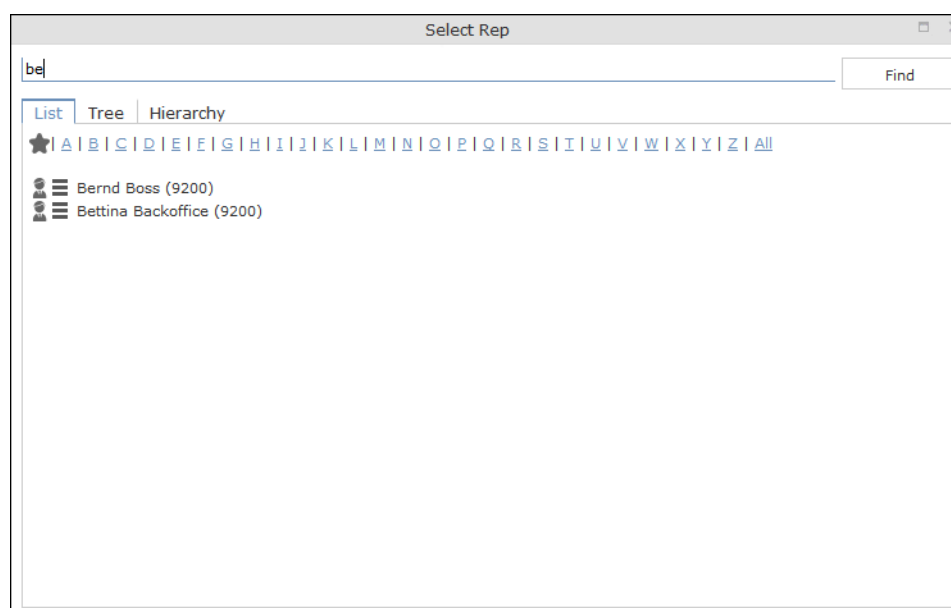 Select Rep
be
Find
List Tree Hierarchy
| A | B | C | D | E | F | G | H | I | J | K | L | M | N | O | P | Q | R | S | T | U | V | W | X | Y | Z | All
Bernd Boss (9200)
Bettina Backoffice (9200)